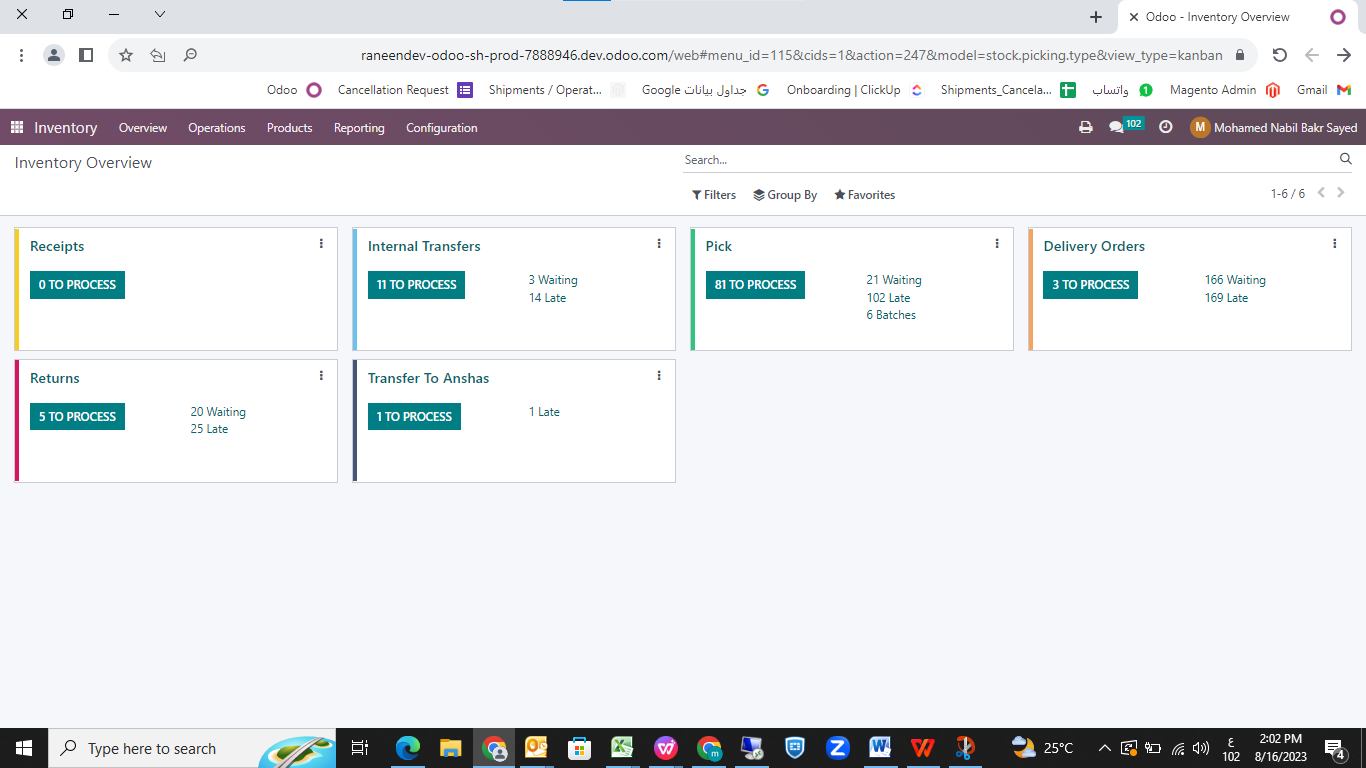 Odoo - Inventory Overview
raneendev-odoo-sh-prod-7888946.dev.odoo.com/web#menu_id=115&cids=1&action=247&model=stock.picking.type&view_type=kanban
Odoo Cancellation Request Shipments / Operat... جداول بيانات Google Onboarding | ClickUp Shipments_Cancela... واتساب 1 Magento Admin Gmail
Inventory Overview Operations Products Reporting Configuration 102 M Mohamed Nabil Bakr Sayed
Inventory Overview
Search...
Filters Group By Favorites 1-6 / 6
Receipts
0 TO PROCESS
Internal Transfers
11 TO PROCESS
3 Waiting
14 Late
Pick
81 TO PROCESS
21 Waiting
102 Late
6 Batches
Delivery Orders
3 TO PROCESS
166 Waiting
169 Late
Returns
5 TO PROCESS
20 Waiting
25 Late
Transfer To Anshas
1 TO PROCESS
1 Late
Type here to search
25°C
ع
102
2:02 PM
8/16/2023
4